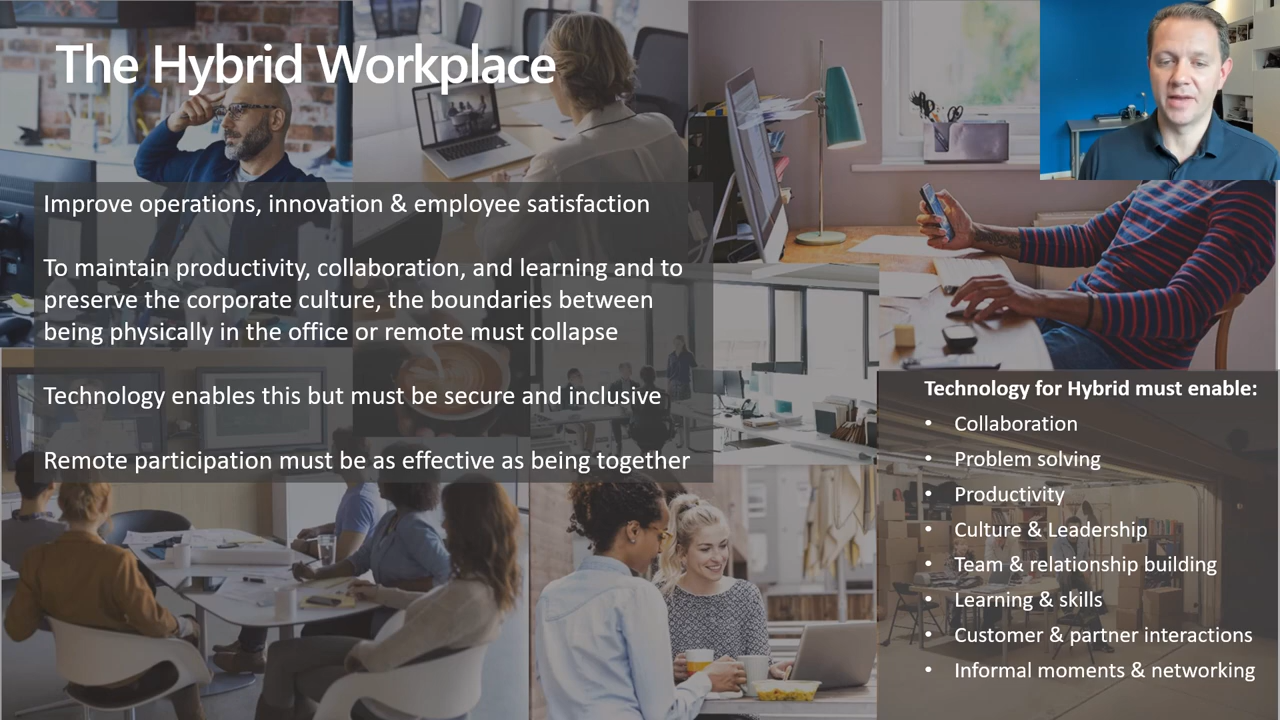 The Hybrid Workplace
Improve operations, innovation & employee satisfaction
To maintain productivity, collaboration, and learning and to
preserve the corporate culture, the boundaries between
being physically in the office or remote must collapse
Technology enables this but must be secure and inclusive
Remote participation must be as effective as being together
Technology for Hybrid must enable:
• Collaboration
• Problem solving
• Productivity
• Culture & Leadership
• Team & relationship building
• Learning & skills
• Customer & partner interactions
• Informal moments & networking